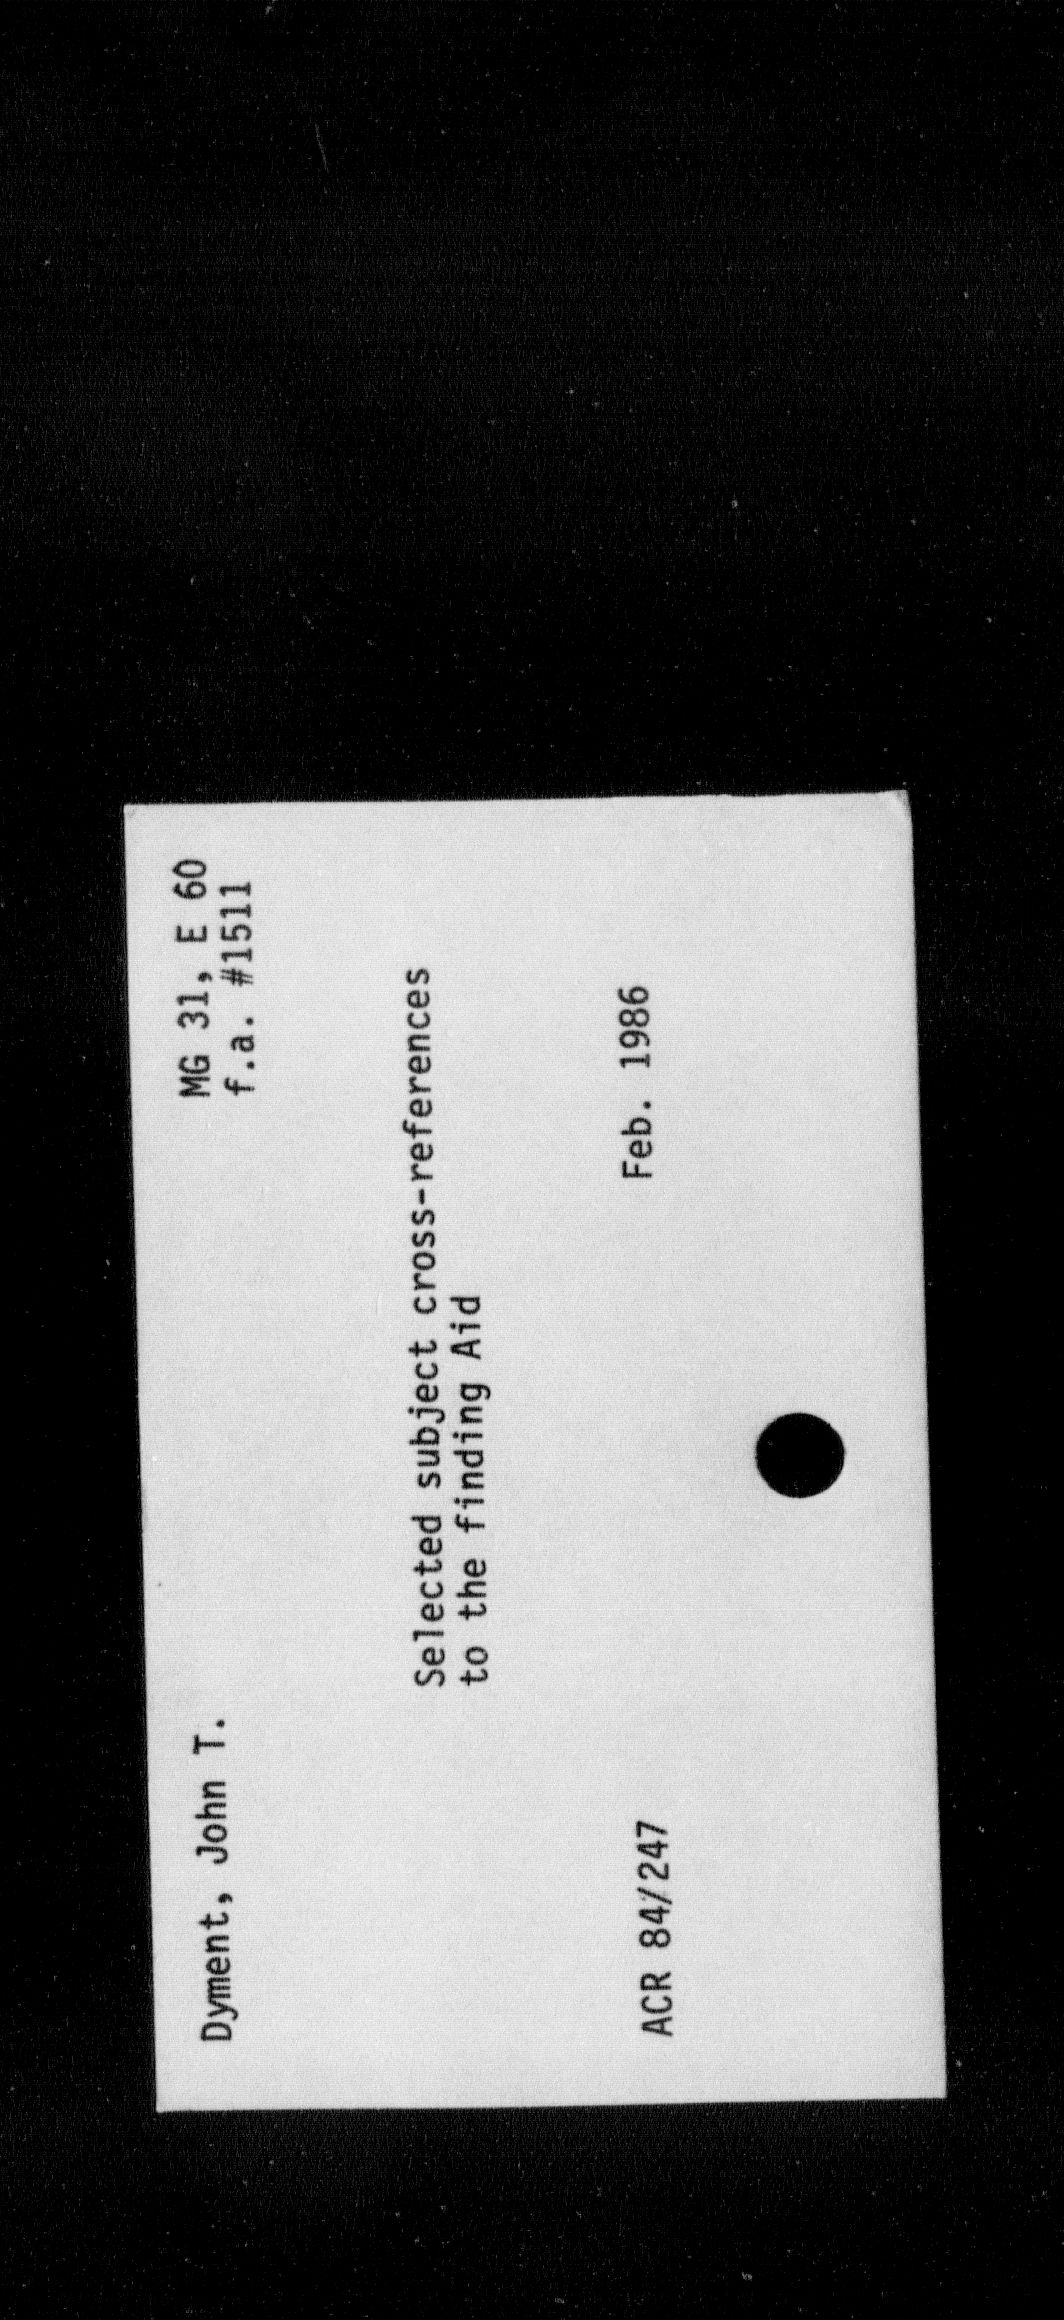 Dyment, John T. MG 31, E 60
f.a. #1511
Selected subject cross-references
to the finding Aid
ACR 84/247 Feb. 1986